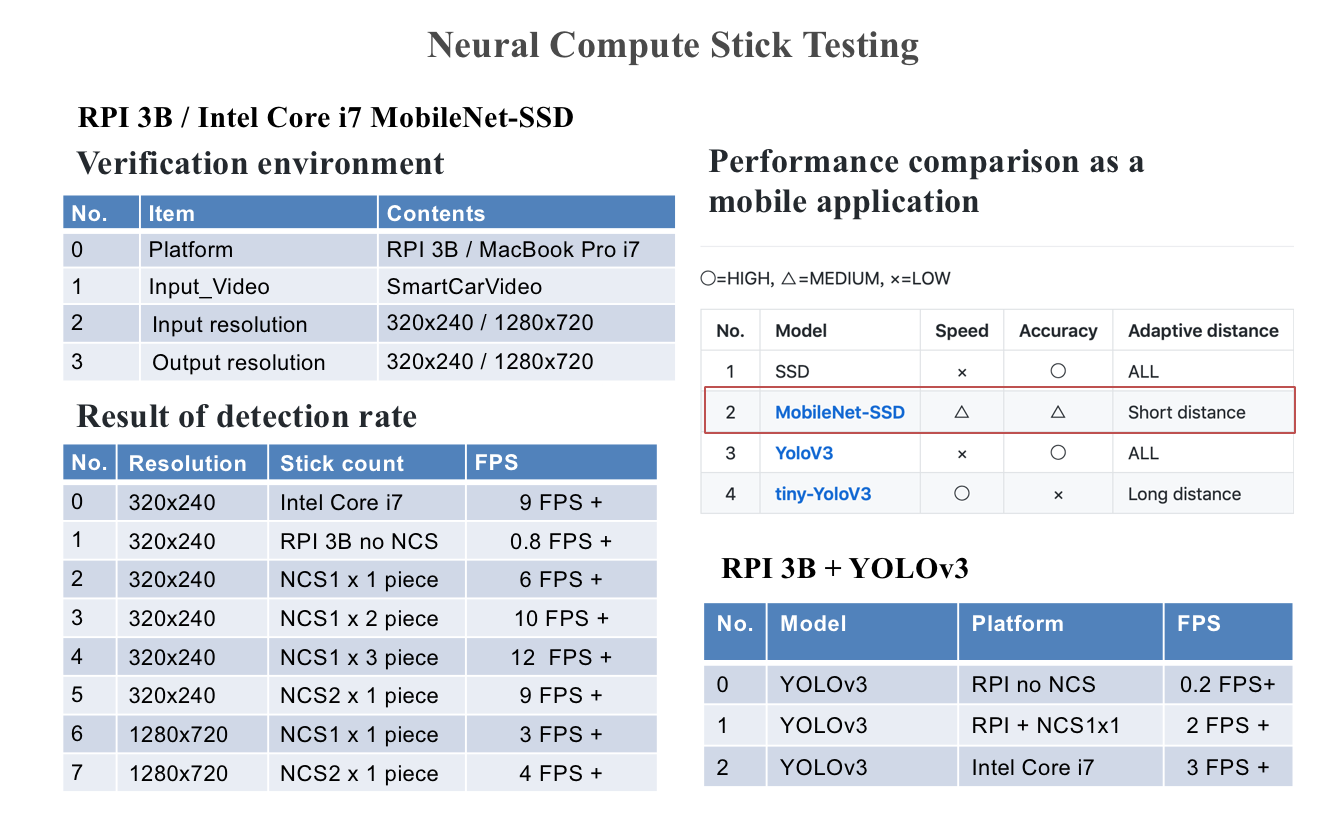 Neural Compute Stick Testing
RPI 3B / Intel Core i7 MobileNet-SSD
Verification environment
No. Item Contents
0 Platform RPI 3B / MacBook Pro i7
1 Input_Video SmartCarVideo
2 Input resolution 320x240 / 1280x720
3 Output resolution 320x240 / 1280x720
Result of detection rate
No. Resolution Stick count FPS
0 320x240 Intel Core i7 9 FPS +
1 320x240 RPI 3B no NCS 0.8 FPS +
2 320x240 NCS1 x 1 piece 6 FPS +
3 320x240 NCS1 x 2 piece 10 FPS +
4 320x240 NCS1 x 3 piece 12 FPS +
5 320x240 NCS2 x 1 piece 9 FPS +
6 1280x720 NCS1 x 1 piece 3 FPS +
7 1280x720 NCS2 x 1 piece 4 FPS +
Performance comparison as a
mobile application
○=HIGH, △=MEDIUM, ×=LOW
No. Model Speed Accuracy Adaptive distance
1 SSD × ○ ALL
2 MobileNet-SSD △ △ Short distance
3 YoloV3 × ○ ALL
4 tiny-YoloV3 ○ × Long distance
RPI 3B + YOLOv3
No. Model Platform FPS
0 YOLOv3 RPI no NCS 0.2 FPS+
1 YOLOv3 RPI + NCS1x1 2 FPS +
2 YOLOv3 Intel Core i7 3 FPS +